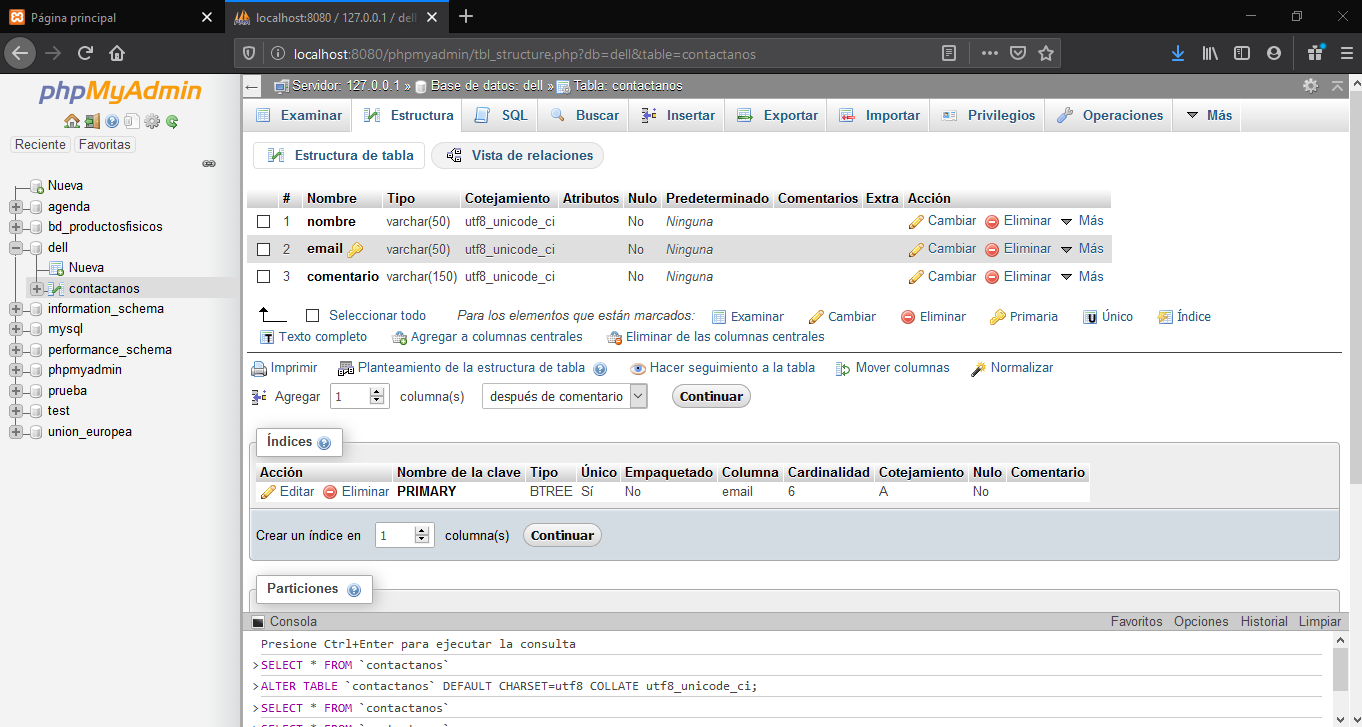 Página principal
localhost:8080 / 127.0.0.1 / dell
localhost:8080/phpmyadmin/tbl_structure.php?db=dell&table=contactanos
phpMyAdmin
Reciente Favoritas
Nueva
agenda
bd_productosfisicos
dell
Nueva
contactanos
information_schema
mysql
performance_schema
phpmyadmin
prueba
test
union_europea
Servidor: 127.0.0.1 » Base de datos: dell » Tabla: contactanos
Examinar Estructura SQL Buscar Insertar Exportar Importar Privilegios Operaciones Más
Estructura de tabla Vista de relaciones
# Nombre Tipo Cotejamiento Atributos Nulo Predeterminado Comentarios Extra Acción
1 nombre varchar(50) utf8_unicode_ci No Ninguna Cambiar Eliminar Más
2 email varchar(50) utf8_unicode_ci No Ninguna Cambiar Eliminar Más
3 comentario varchar(150) utf8_unicode_ci No Ninguna Cambiar Eliminar Más
Seleccionar todo Para los elementos que están marcados: Examinar Cambiar Eliminar Primaria Único Índice
Texto completo Agregar a columnas centrales Eliminar de las columnas centrales
Imprimir Planteamiento de la estructura de tabla Hacer seguimiento a la tabla Mover columnas Normalizar
Agregar 1 columna(s) después de comentario Continuar
Índices
Acción Nombre de la clave Tipo Único Empaquetado Columna Cardinalidad Cotejamiento Nulo Comentario
Editar Eliminar PRIMARY BTREE Sí No email 6 A No
Crear un índice en 1 columna(s) Continuar
Particiones
Consola Favoritos Opciones Historial Limpiar
Presione Ctrl+Enter para ejecutar la consulta
>SELECT * FROM `contactanos`
>ALTER TABLE `contactanos` DEFAULT CHARSET=utf8 COLLATE utf8_unicode_ci;
>SELECT * FROM `contactanos`